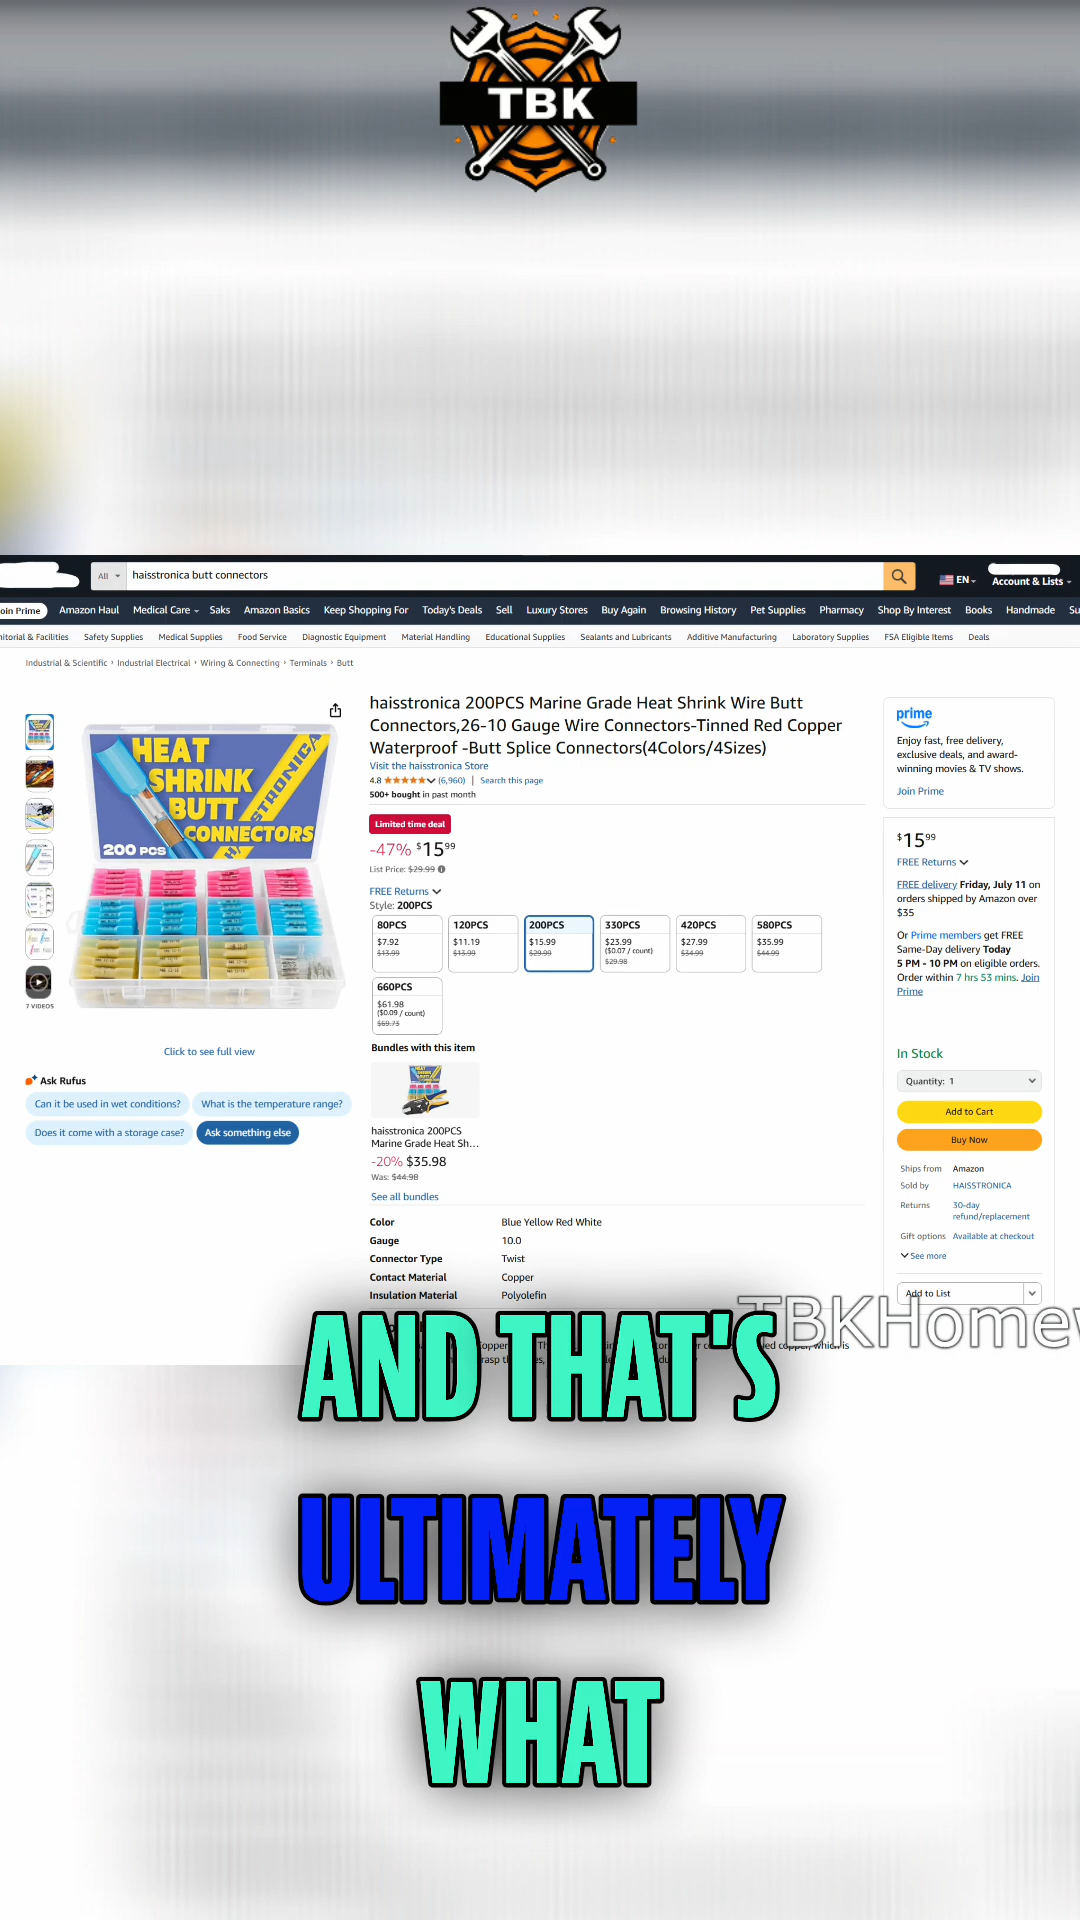 TBK
All
haisstronica butt connectors
EN
Account & Lists
oin Prime
Amazon Haul
Medical Care
Saks
Amazon Basics
Keep Shopping For
Today's Deals
Sell
Luxury Stores
Buy Again
Browsing History
Pet Supplies
Pharmacy
Shop By Interest
Books
Handmade
Su
nitorial & Facilities
Safety Supplies
Medical Supplies
Food Service
Diagnostic Equipment
Material Handling
Educational Supplies
Sealants and Lubricants
Additive Manufacturing
Laboratory Supplies
FSA Eligible Items
Deals
Industrial & Scientific › Industrial Electrical › Wiring & Connecting › Terminals › Butt
HEAT
SHRINK
BUTT
CONNECTORS
STRONICA
200 PCS
7 VIDEOS
Click to see full view
Ask Rufus
Can it be used in wet conditions?
What is the temperature range?
Does it come with a storage case?
Ask something else
haisstronica 200PCS Marine Grade Heat Shrink Wire Butt
Connectors,26-10 Gauge Wire Connectors-Tinned Red Copper
Waterproof -Butt Splice Connectors(4Colors/4Sizes)
Visit the haisstronica Store
4.8 (6,960) | Search this page
500+ bought in past month
Limited time deal
-47% $15 99
List Price: $29.99
FREE Returns
Style: 200PCS
80PCS
$7.92
$13.99
120PCS
$11.19
$13.99
200PCS
$15.99
$29.99
330PCS
$23.99
($0.07 / count)
$29.98
420PCS
$27.99
$34.99
580PCS
$35.99
$44.99
660PCS
$61.98
($0.09 / count)
$69.73
Bundles with this item
haisstronica 200PCS
Marine Grade Heat Sh...
-20% $35.98
Was: $44.98
See all bundles
Color Blue Yellow Red White
Gauge 10.0
Connector Type Twist
Contact Material Copper
Insulation Material Polyolefin
prime
Enjoy fast, free delivery,
exclusive deals, and award-
winning movies & TV shows.
Join Prime
$15 99
FREE Returns
FREE delivery Friday, July 11 on
orders shipped by Amazon over
$35
Or Prime members get FREE
Same-Day delivery Today
5 PM - 10 PM on eligible orders.
Order within 7 hrs 53 mins. Join
Prime
In Stock
Quantity: 1
Add to Cart
Buy Now
Ships from Amazon
Sold by HAISSTRONICA
Returns 30-day
refund/replacement
Gift options Available at checkout
See more
Add to List
TBKHomew
AND THAT'S
ULTIMATELY
WHAT